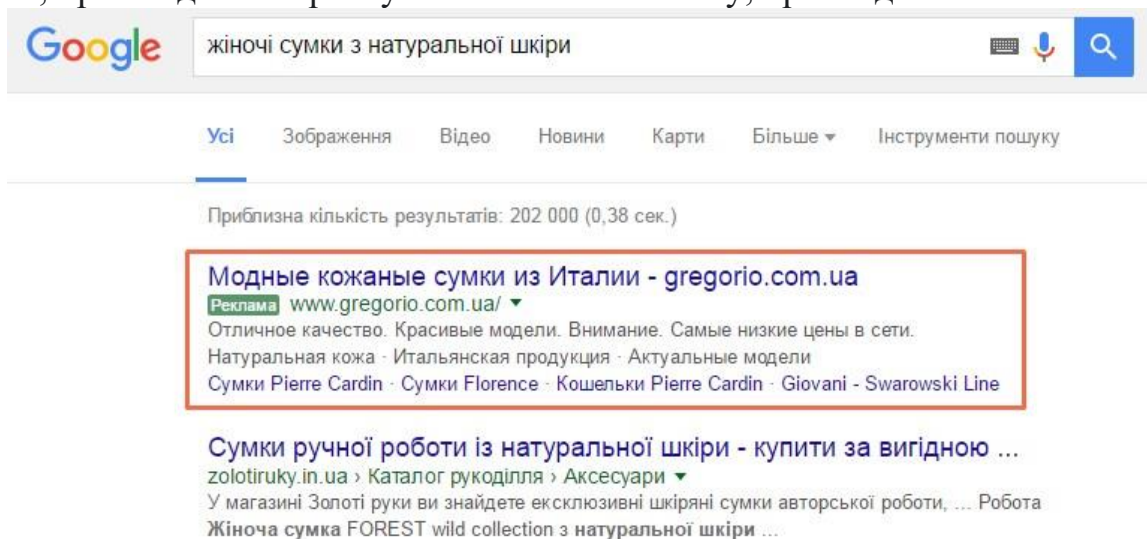 Google жіночі сумки з натуральної шкіри
Усі Зображення Відео Новини Карти Більше Інструменти пошуку
Приблизна кількість результатів: 202 000 (0,38 сек.)
Модные кожаные сумки из Италии - gregorio.com.ua
Реклама www.gregorio.com.ua/
Отличное качество. Красивые модели. Внимание. Самые низкие цены в сети.
Натуральная кожа · Итальянская продукция · Актуальные модели
Сумки Pierre Cardin · Сумки Florence · Кошельки Pierre Cardin · Giovani - Swarowski Line
Сумки ручної роботи із натуральної шкіри - купити за вигідною ...
zolotiruky.in.ua › Каталог рукоділля › Аксесуари
У магазині Золоті руки ви знайдете ексклюзивні шкіряні сумки авторської роботи, ... Робота
Жіноча сумка FOREST wild collection з натуральної шкіри ...